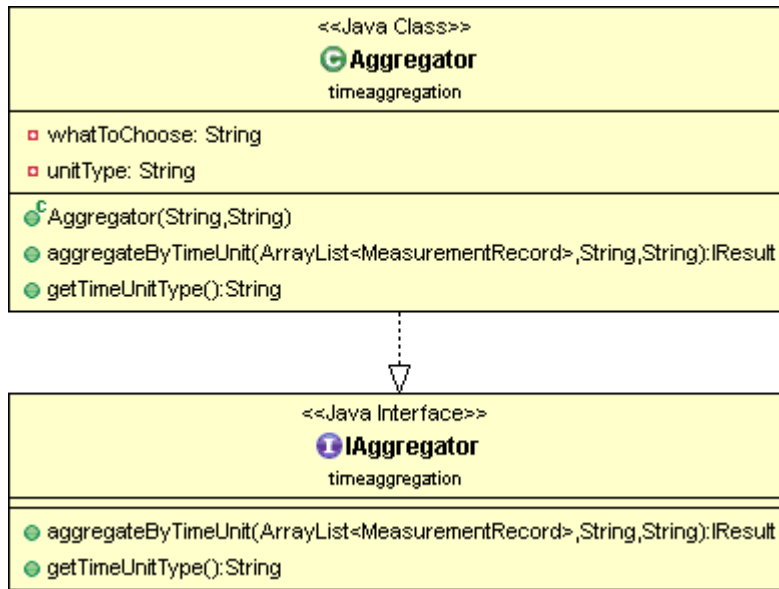 <<Java Class>>
C Aggregator
timeaggregation
whatToChoose: String
unitType: String
C Aggregator(String,String)
aggregateByTimeUnit(ArrayList<MeasurementRecord>,String,String):IResult
getTimeUnitType():String
<<Java Interface>>
I IAggregator
timeaggregation
aggregateByTimeUnit(ArrayList<MeasurementRecord>,String,String):IResult
getTimeUnitType():String